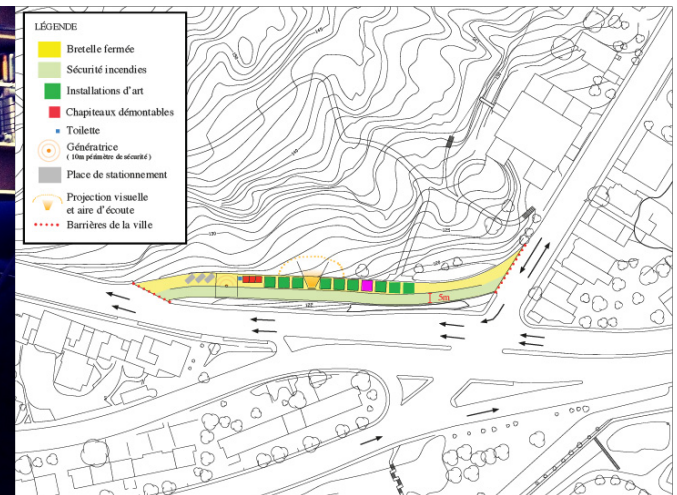 LÉGENDE
Bretelle fermée
Sécurité incendies
Installations d'art
Chapiteaux démontables
Toilette
Génératrice
( 10m périmètre de sécurité )
Place de stationnement
Projection visuelle
et aire d'écoute
Barrières de la ville
5m